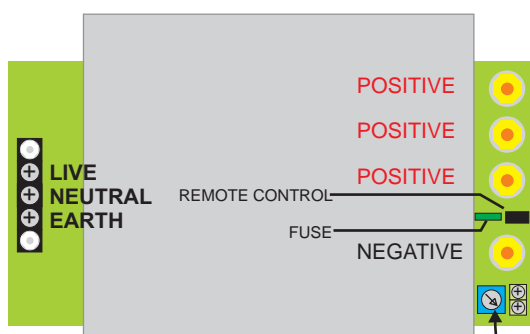 POSITIVE
POSITIVE
POSITIVE
LIVE
NEUTRAL
EARTH
REMOTE CONTROL
FUSE
NEGATIVE